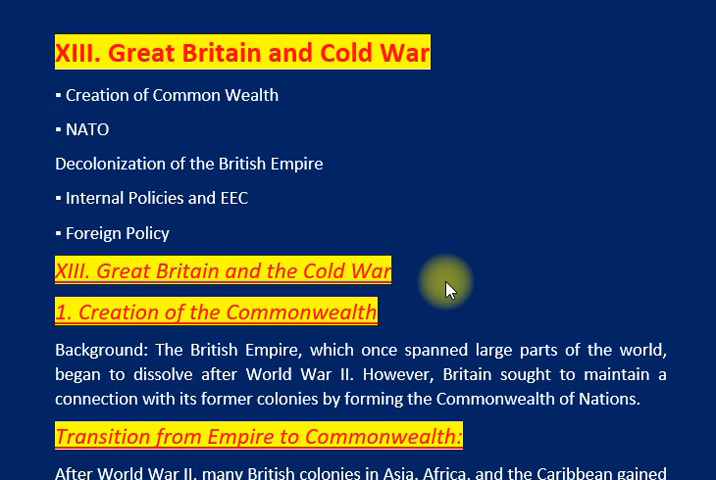 XIII. Great Britain and Cold War
▪ Creation of Common Wealth
▪ NATO
Decolonization of the British Empire
▪ Internal Policies and EEC
▪ Foreign Policy
XIII. Great Britain and the Cold War
1. Creation of the Commonwealth
Background: The British Empire, which once spanned large parts of the world,
began to dissolve after World War II. However, Britain sought to maintain a
connection with its former colonies by forming the Commonwealth of Nations.
Transition from Empire to Commonwealth:
After World War II, many British colonies in Asia, Africa, and the Caribbean gained